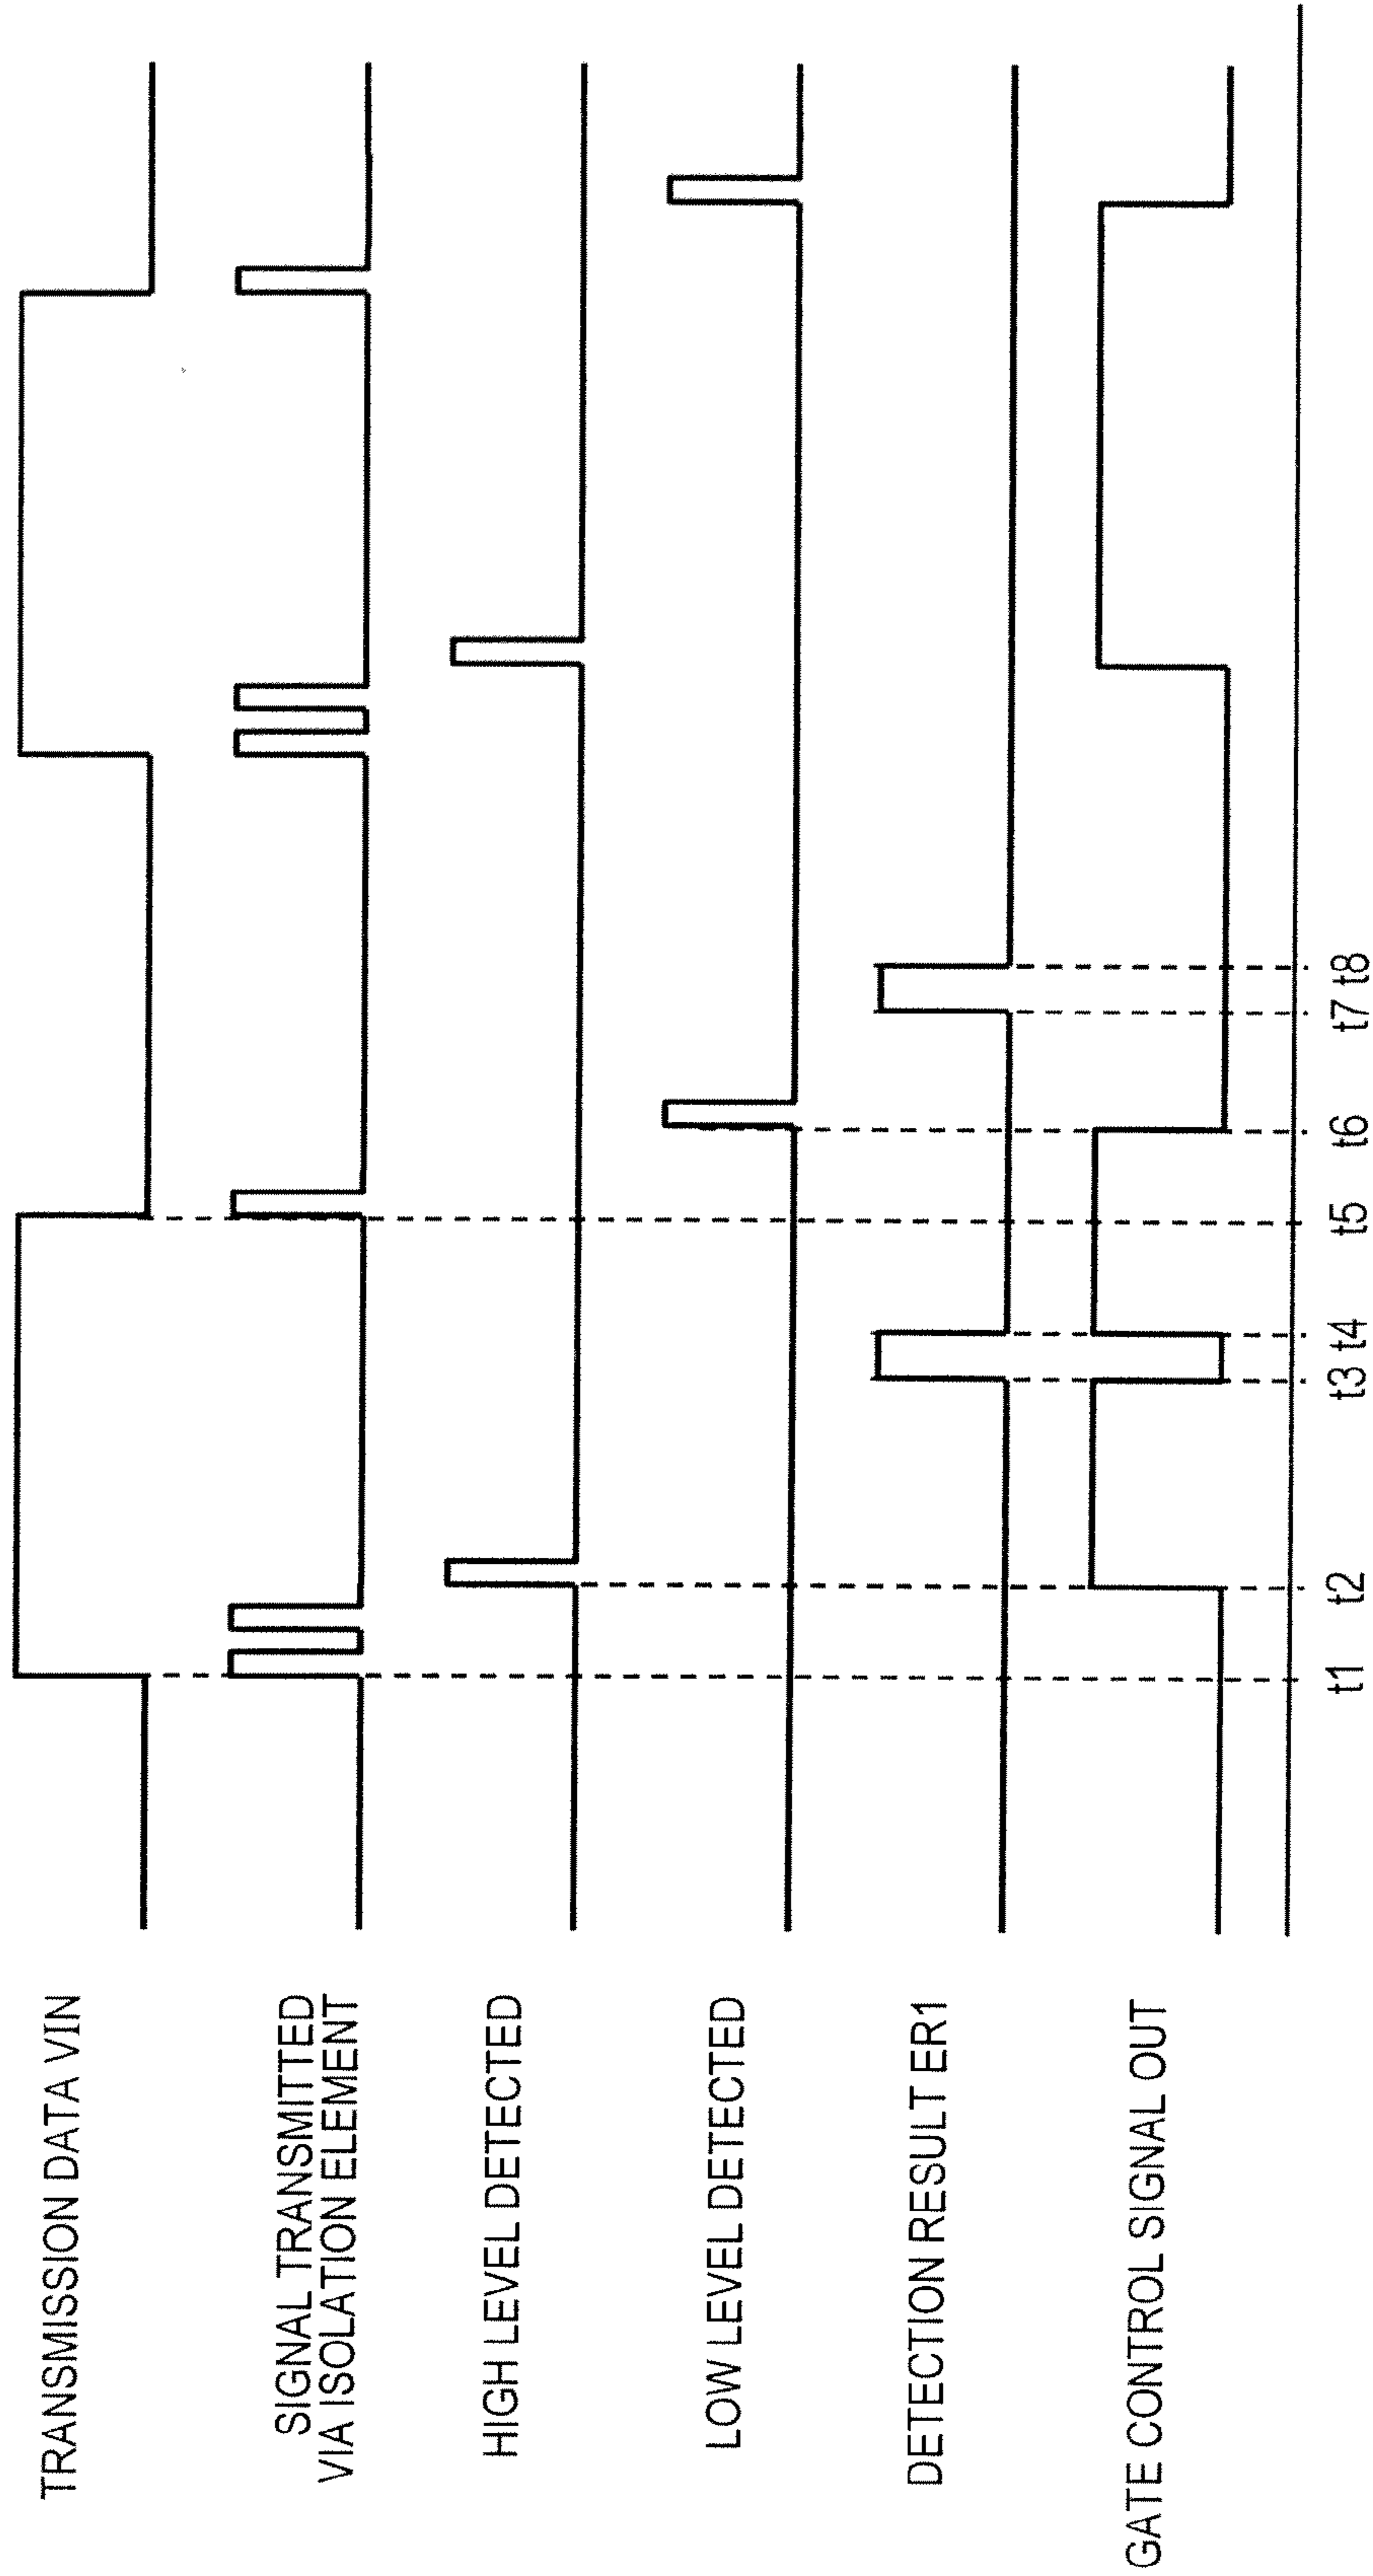 TRANSMISSION DATA VIN
SIGNAL TRANSMITTED
VIA ISOLATION ELEMENT
HIGH LEVEL DETECTED
LOW LEVEL DETECTED
DETECTION RESULT ER1
GATE CONTROL SIGNAL OUT
t1 t2 t3 t4 t5 t6 t7 t8